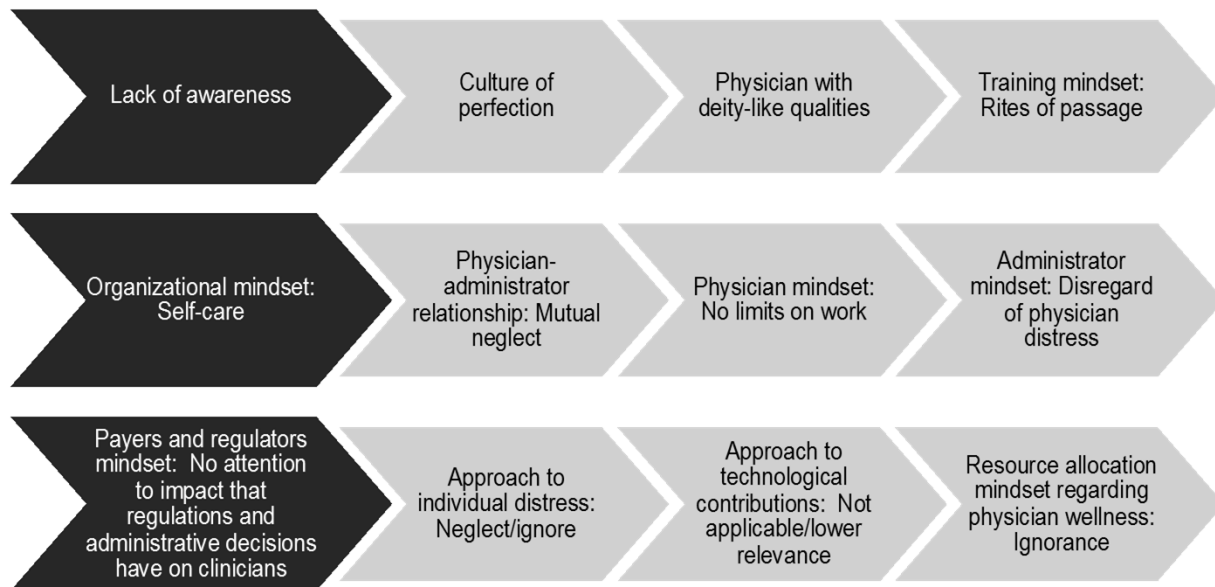 Lack of awareness
Culture of
perfection
Physician with
deity-like qualities
Training mindset:
Rites of passage
Organizational mindset:
Self-care
Physician-
administrator
relationship: Mutual
neglect
Physician mindset:
No limits on work
Administrator
mindset: Disregard
of physician
distress
Payers and regulators
mindset:  No attention
to impact that
regulations and
administrative decisions
have on clinicians
Approach to
individual distress:
Neglect/ignore
Approach to
technological
contributions:  Not
applicable/lower
relevance
Resource allocation
mindset regarding
physician wellness:
Ignorance